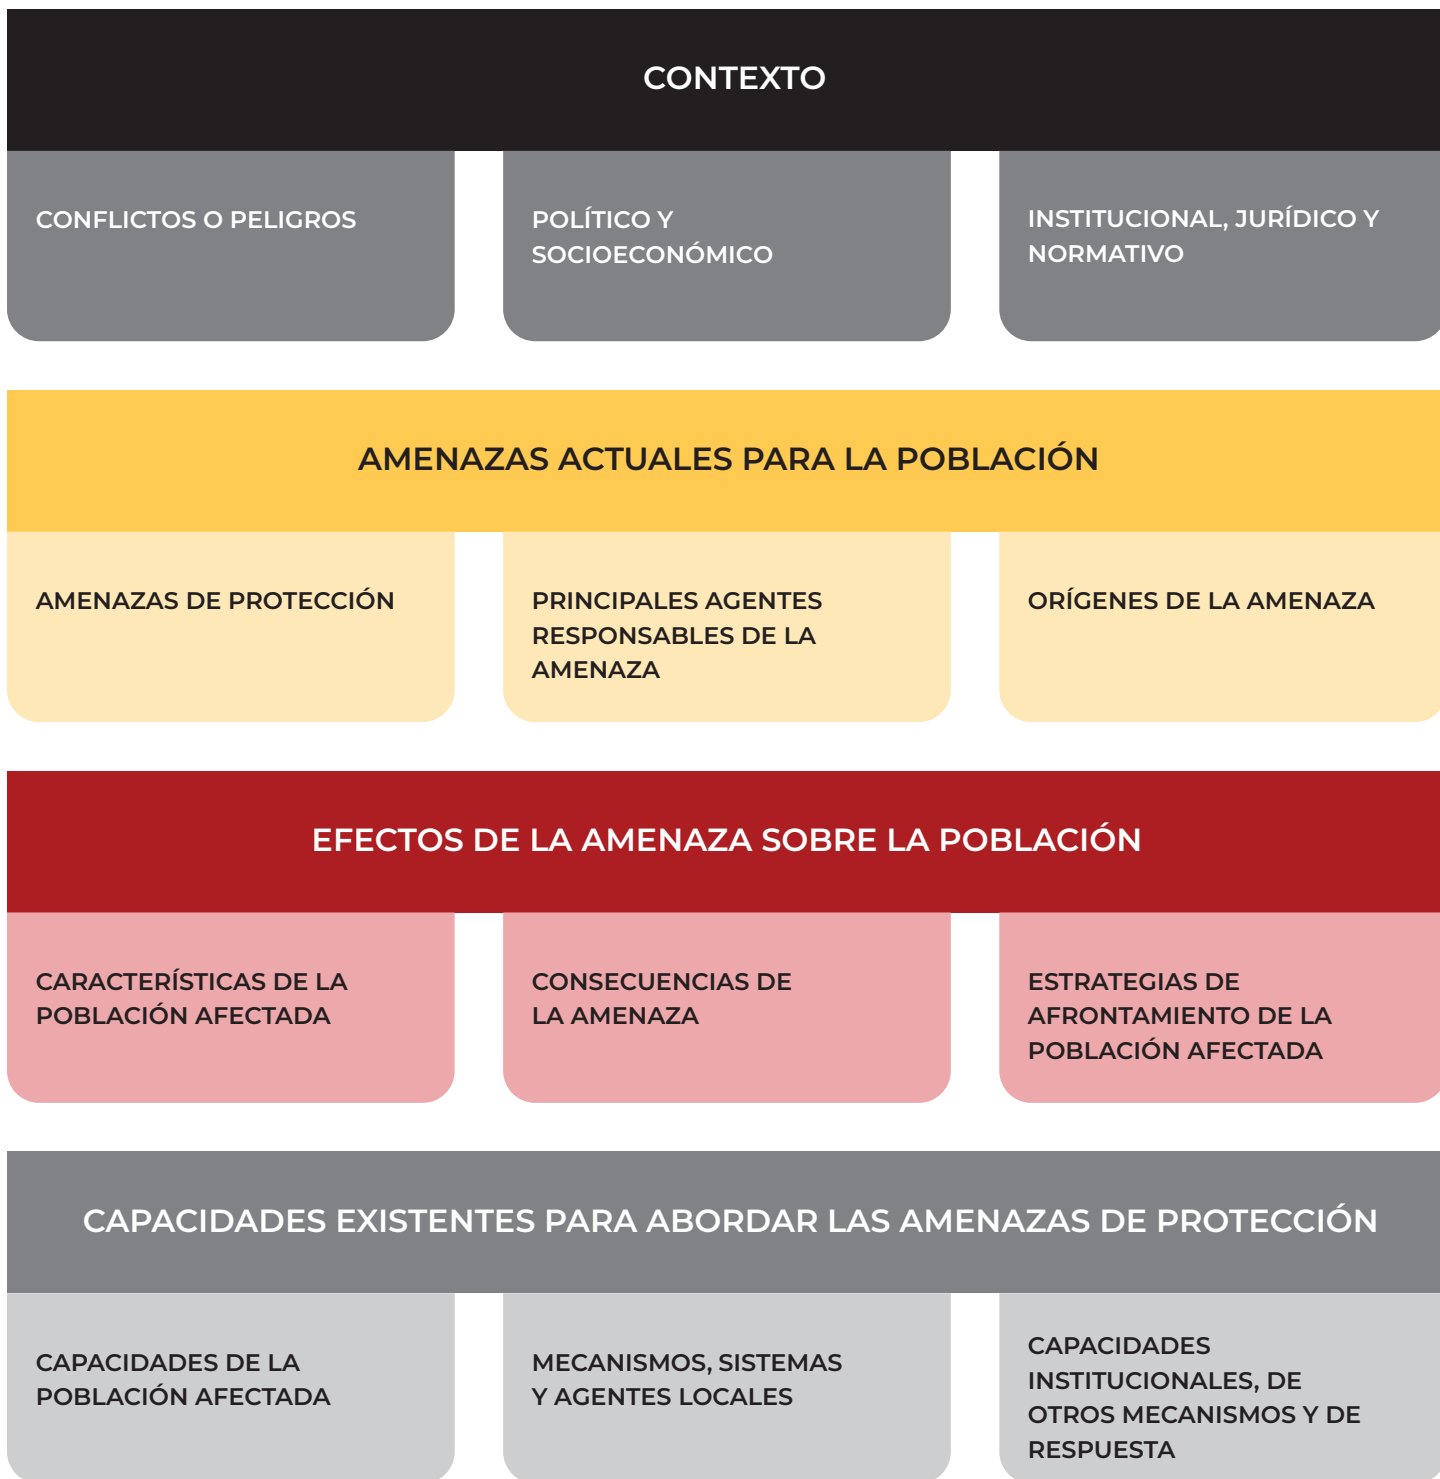 CONTEXTO
CONFLICTOS O PELIGROS
POLÍTICO Y
SOCIOECONÓMICO
INSTITUCIONAL, JURÍDICO Y
NORMATIVO
AMENAZAS ACTUALES PARA LA POBLACIÓN
AMENAZAS DE PROTECCIÓN
PRINCIPALES AGENTES
RESPONSABLES DE LA
AMENAZA
ORÍGENES DE LA AMENAZA
EFECTOS DE LA AMENAZA SOBRE LA POBLACIÓN
CARACTERÍSTICAS DE LA
POBLACIÓN AFECTADA
CONSECUENCIAS DE
LA AMENAZA
ESTRATEGIAS DE
AFRONTAMIENTO DE LA
POBLACIÓN AFECTADA
CAPACIDADES EXISTENTES PARA ABORDAR LAS AMENAZAS DE PROTECCIÓN
CAPACIDADES DE LA
POBLACIÓN AFECTADA
MECANISMOS, SISTEMAS
Y AGENTES LOCALES
CAPACIDADES
INSTITUCIONALES, DE
OTROS MECANISMOS Y DE
RESPUESTA